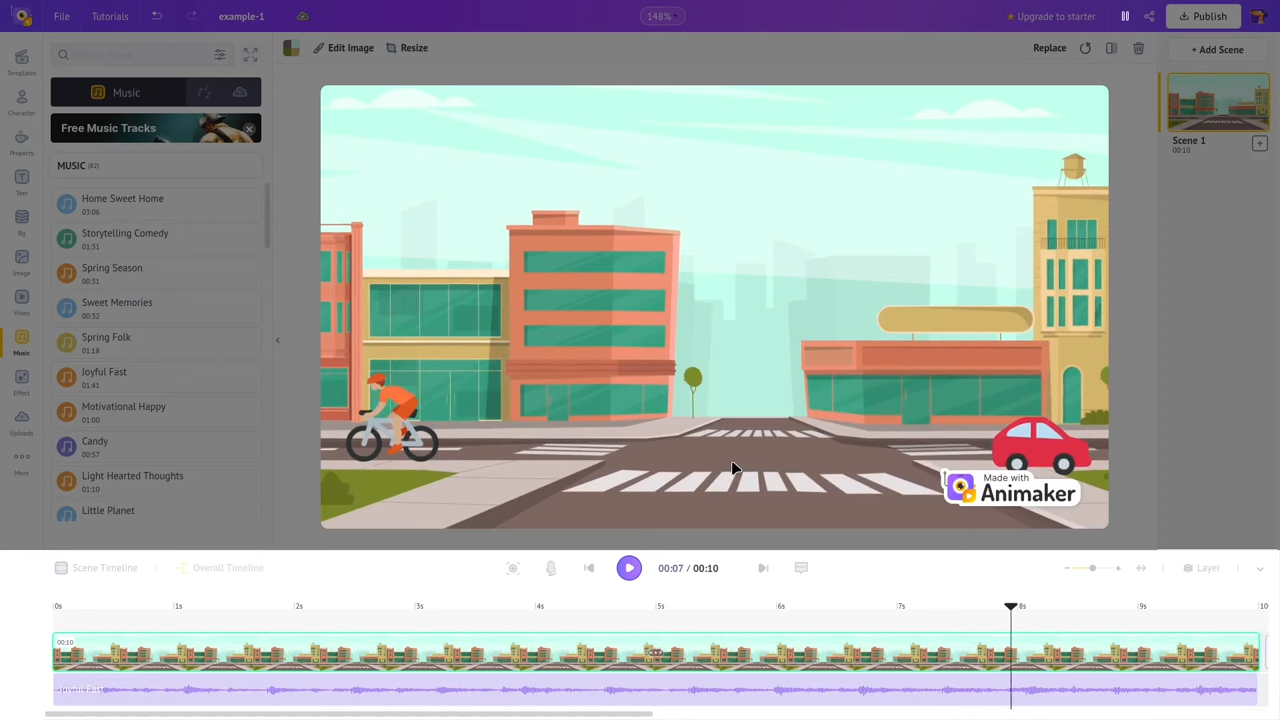 File Tutorials example-1 148% Upgrade to starter Publish
Edit Image Resize Replace + Add Scene
Search Music
Templates
Music
Character
Free Music Tracks
Property
MUSIC (62)
Scene 1
00:10
Text
Home Sweet Home
03:06
Bg
Storytelling Comedy
01:31
Image
Spring Season
00:31
Video
Sweet Memories
00:32
Music
Spring Folk
01:18
Effect
Joyful Fast
01:41
Uploads
Motivational Happy
01:00
More
Candy
00:57
Light Hearted Thoughts
01:10
Little Planet
Made with
Animaker
Scene Timeline Overall Timeline 00:07 / 00:10 Layer
0s 1s 2s 3s 4s 5s 6s 7s 8s 9s 10
00:10
Joyful Fast